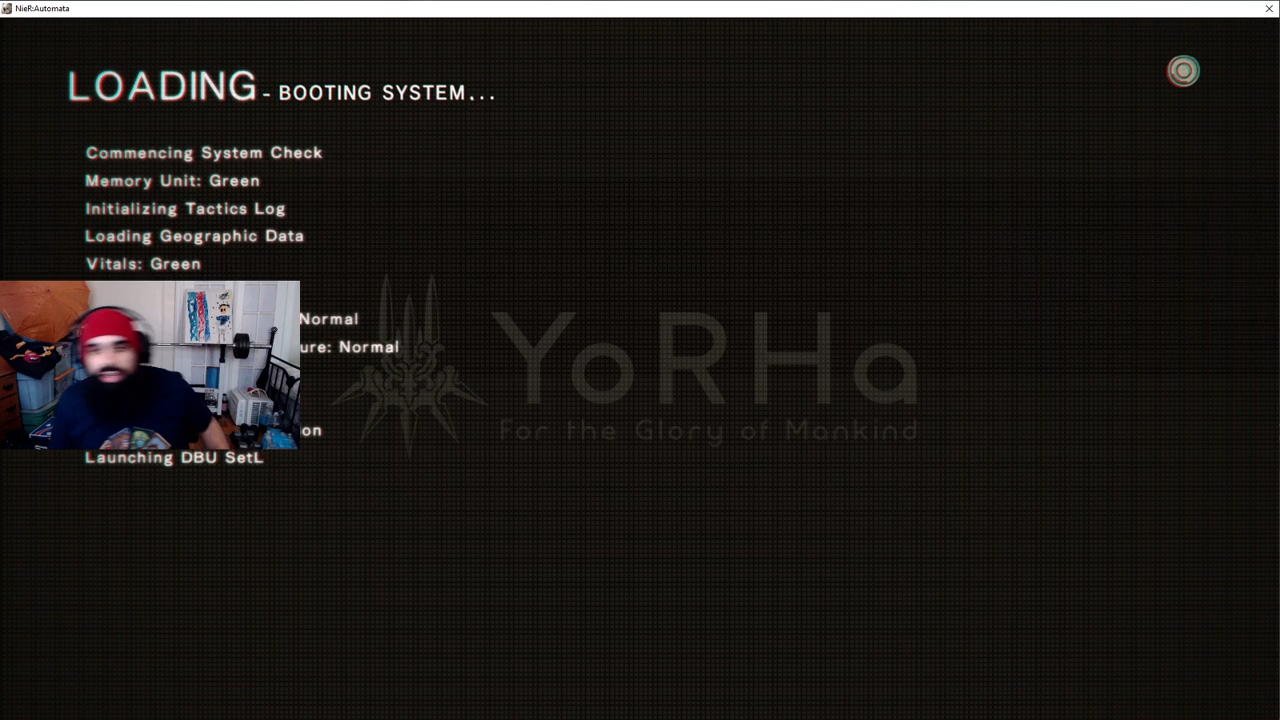 NieR:Automata
LOADING - BOOTING SYSTEM...
Commencing System Check
Memory Unit: Green
Initializing Tactics Log
Loading Geographic Data
Vitals: Green
Normal
ure: Normal
on
Launching DBU SetL
YoRHa
For the Glory of Mankind